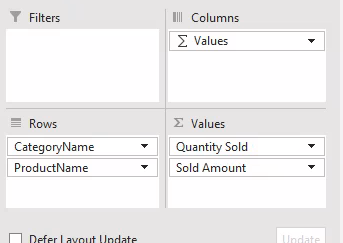 Filters
Columns
Σ Values
Rows
Σ Values
CategoryName
Quantity Sold
ProductName
Sold Amount
Defer Layout Update
Update